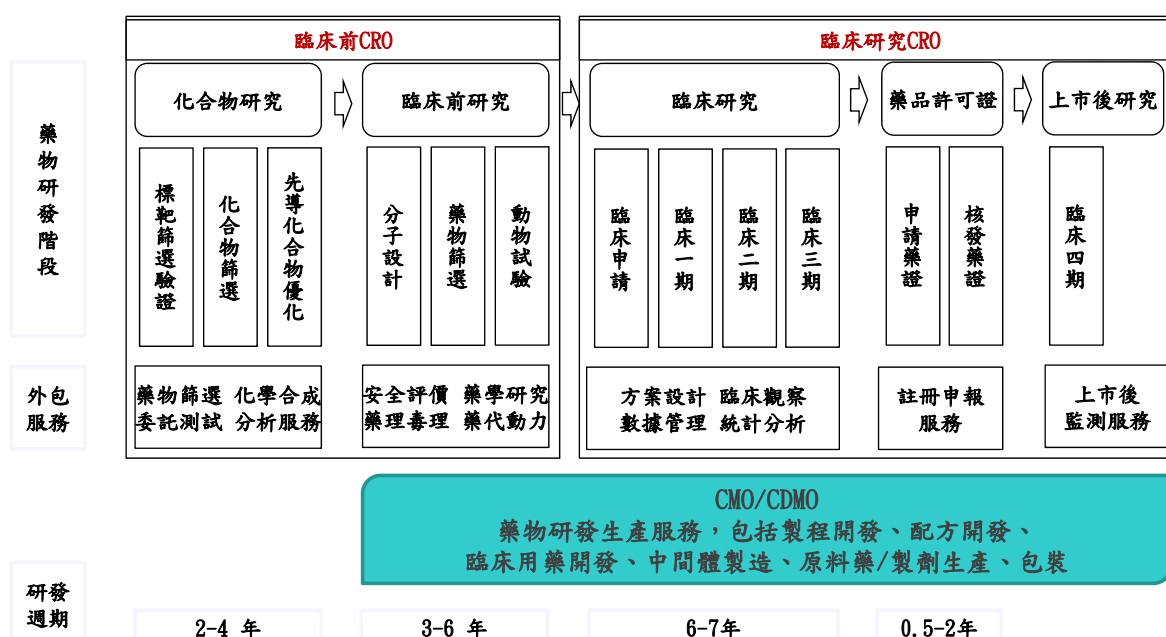 臨床前CRO
臨床研究CRO
藥物研發階段
化合物研究
臨床前研究
臨床研究
藥品許可證
上市後研究
標靶篩選驗證
化合物篩選
先導化合物優化
分子設計
藥物篩選
動物試驗
臨床申請
臨床一期
臨床二期
臨床三期
申請藥證
核發藥證
臨床四期
外包
服務
藥物篩選 化學合成
委託測試 分析服務
安全評價 藥學研究
藥理毒理 藥代動力
方案設計 臨床觀察
數據管理 統計分析
註冊申報
服務
上市後
監測服務
CMO/CDMO
藥物研發生產服務，包括製程開發、配方開發、
臨床用藥開發、中間體製造、原料藥/製劑生產、包裝
研發
週期
2-4 年
3-6 年
6-7年
0.5-2年